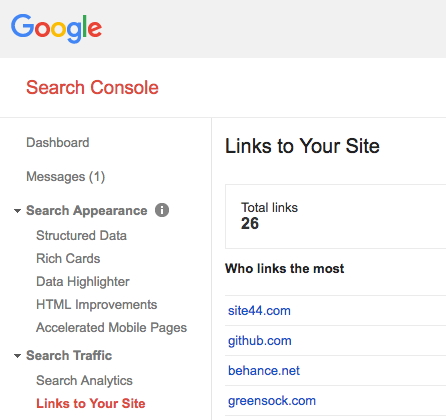 Google
Search Console
Dashboard
Messages (1)
Search Appearance
Structured Data
Rich Cards
Data Highlighter
HTML Improvements
Accelerated Mobile Pages
Search Traffic
Search Analytics
Links to Your Site
Links to Your Site
Total links
26
Who links the most
site44.com
github.com
behance.net
greensock.com